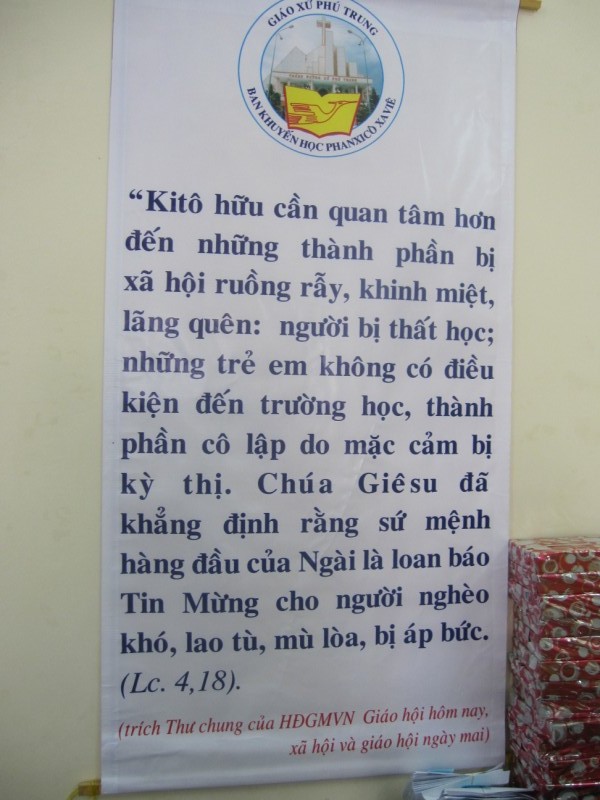 GIÁO XỨ PHÚ TRUNG
BAN KHUYẾN HỌC PHANXICÔ XAVIÊ
“Kitô hữu cần quan tâm hơn
đến những thành phần bị
xã hội ruồng rẫy, khinh miệt,
lãng quên: người bị thất học;
những trẻ em không có điều
kiện đến trường học, thành
phần cô lập do mặc cảm bị
kỳ thị. Chúa Giêsu đã
khẳng định rằng sứ mệnh
hàng đầu của Ngài là loan báo
Tin Mừng cho người nghèo
khó, lao tù, mù lòa, bị áp bức.
(Lc. 4,18).
(trích Thư chung của HĐGMVN Giáo hội hôm nay,
xã hội và giáo hội ngày mai)